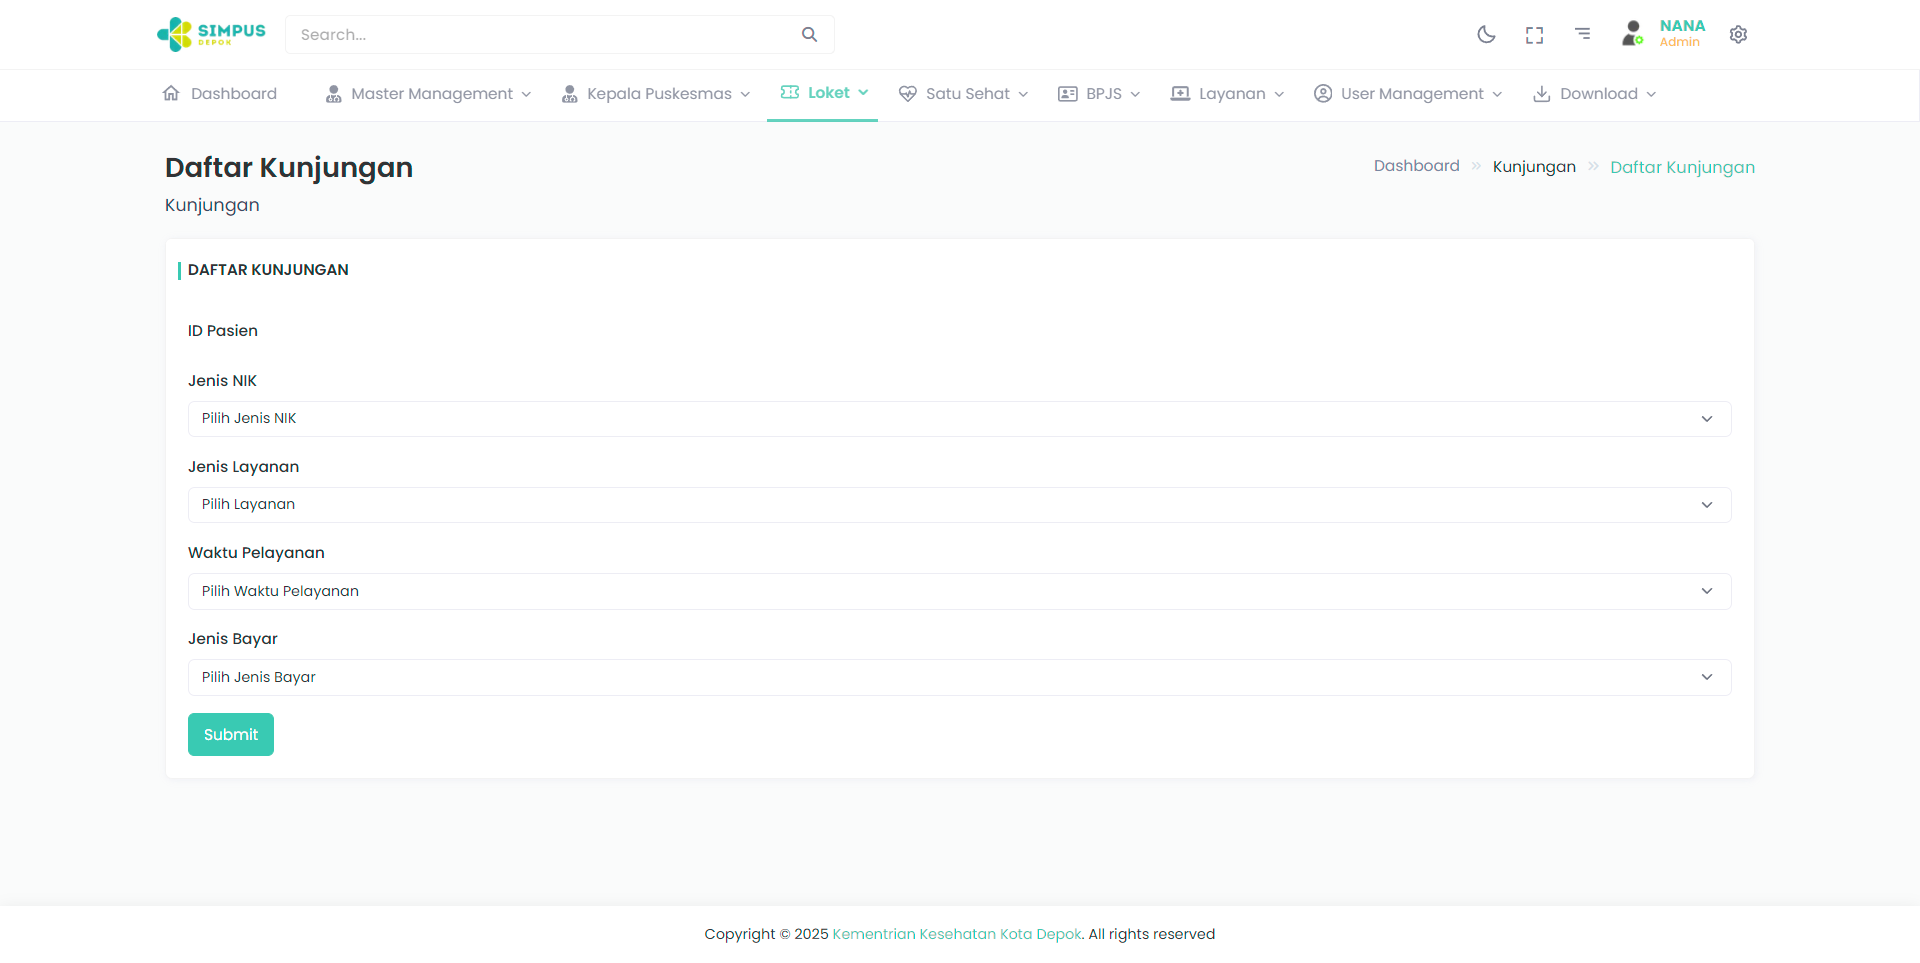 SIMPUS
DEPOK
Search...
NANA
Admin
Dashboard
Master Management
Kepala Puskesmas
Loket
Satu Sehat
BPJS
Layanan
User Management
Download
Daftar Kunjungan
Kunjungan
Dashboard » Kunjungan » Daftar Kunjungan
DAFTAR KUNJUNGAN
ID Pasien
Jenis NIK
Pilih Jenis NIK
Jenis Layanan
Pilih Layanan
Waktu Pelayanan
Pilih Waktu Pelayanan
Jenis Bayar
Pilih Jenis Bayar
Submit
Copyright © 2025 Kementrian Kesehatan Kota Depok. All rights reserved